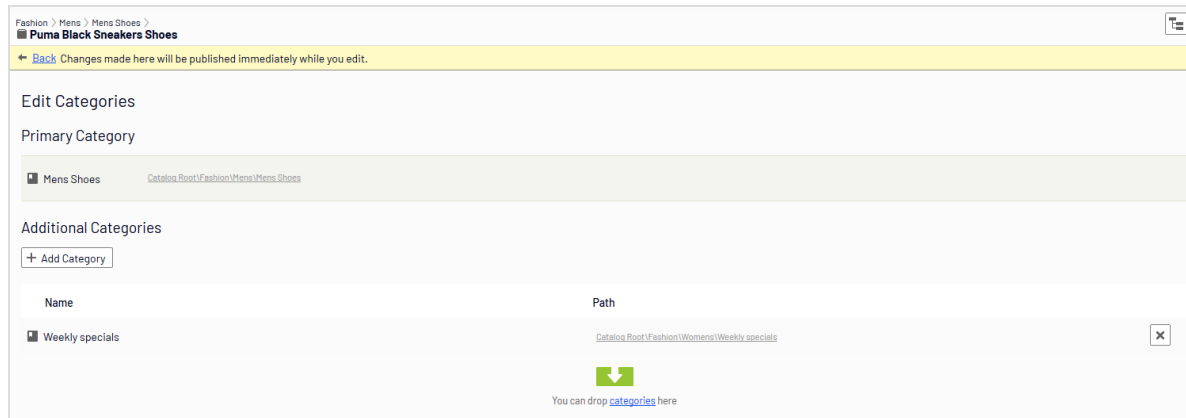 Fashion > Mens > Mens Shoes >
Puma Black Sneakers Shoes
Back Changes made here will be published immediately while you edit.
Edit Categories
Primary Category
Mens Shoes Catalog Root\Fashion\Mens\Mens Shoes
Additional Categories
+ Add Category
Name Path
Weekly specials Catalog Root\Fashion\Womens\Weekly specials
You can drop categories here